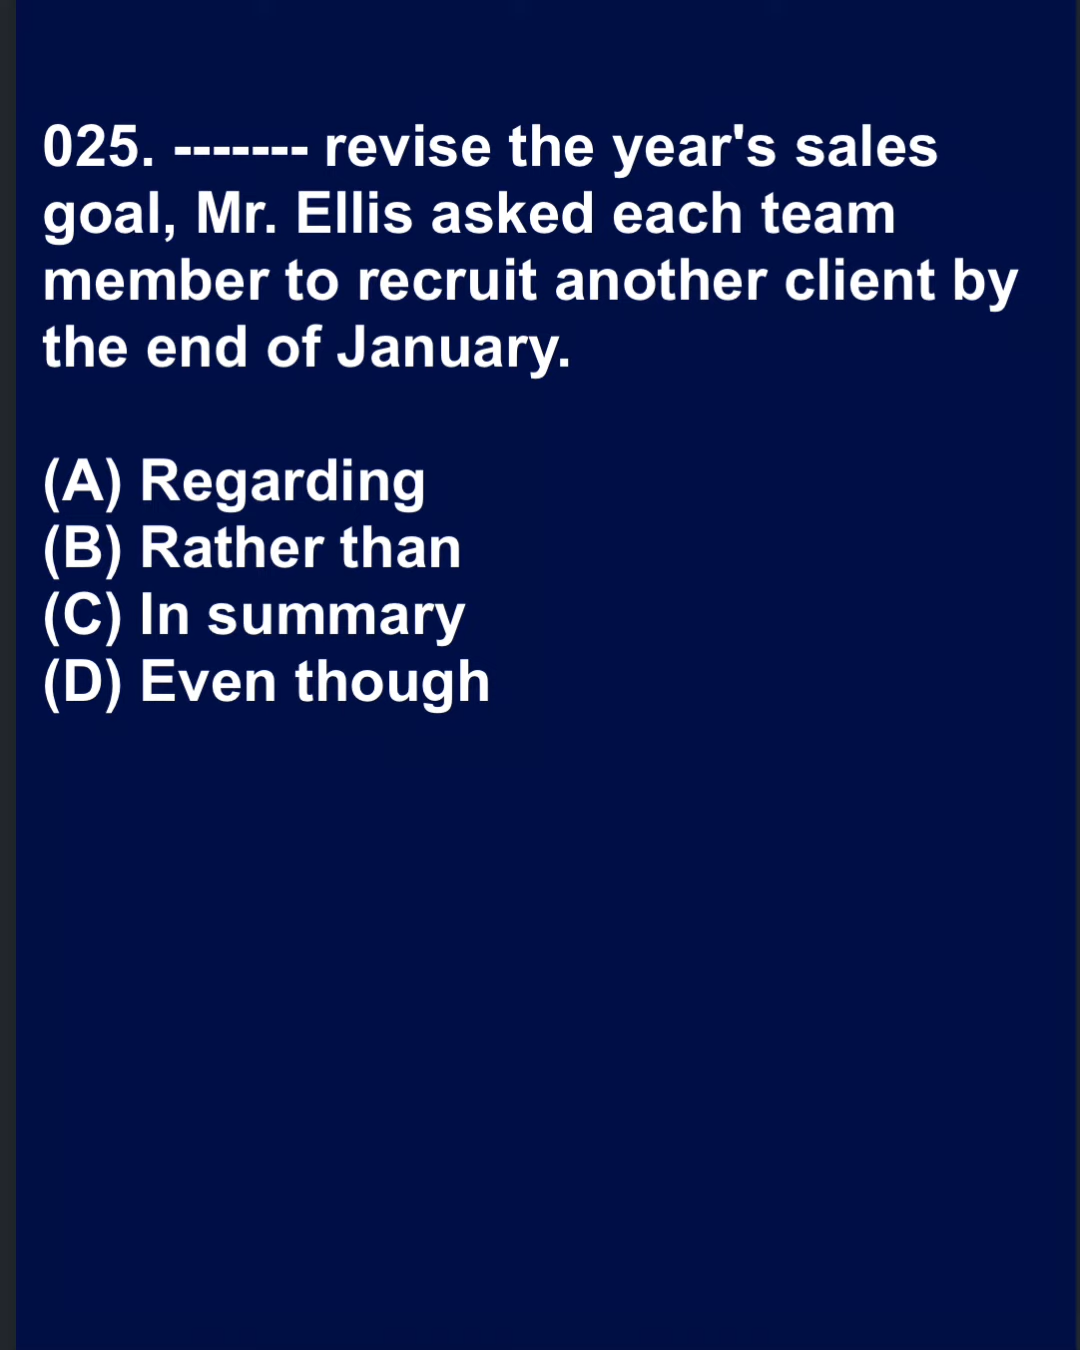 025. ------- revise the year's sales
goal, Mr. Ellis asked each team
member to recruit another client by
the end of January.
(A) Regarding
(B) Rather than
(C) In summary
(D) Even though